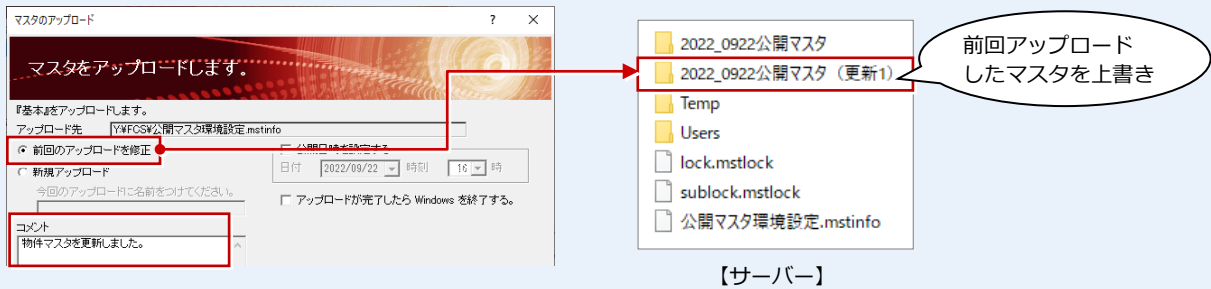 マスタのアップロード
? ×
マスタをアップロードします。
『基本』をアップロードします。
アップロード先 Y¥FCS¥公開マスタ環境設定.mstinfo
前回のアップロードを修正
公開日時を設定する
日付 2022/09/22 時刻 16 時
新規アップロード
今回のアップロードに名前をつけてください。
アップロードが完了したら Windows を終了する。
コメント
物件マスタを更新しました。
2022_0922公開マスタ
2022_0922公開マスタ（更新1）
Temp
Users
lock.mstlock
sublock.mstlock
公開マスタ環境設定.mstinfo
前回アップロード
したマスタを上書き
【サーバー】